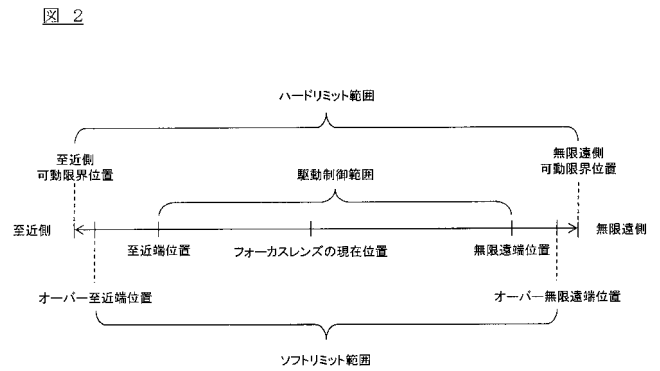 図 2
ハードリミット範囲
至近側
可動限界位置
無限遠側
可動限界位置
駆動制御範囲
至近側
無限遠側
至近端位置
フォーカスレンズの現在位置
無限遠端位置
オーバー至近端位置
オーバー無限遠端位置
ソフトリミット範囲